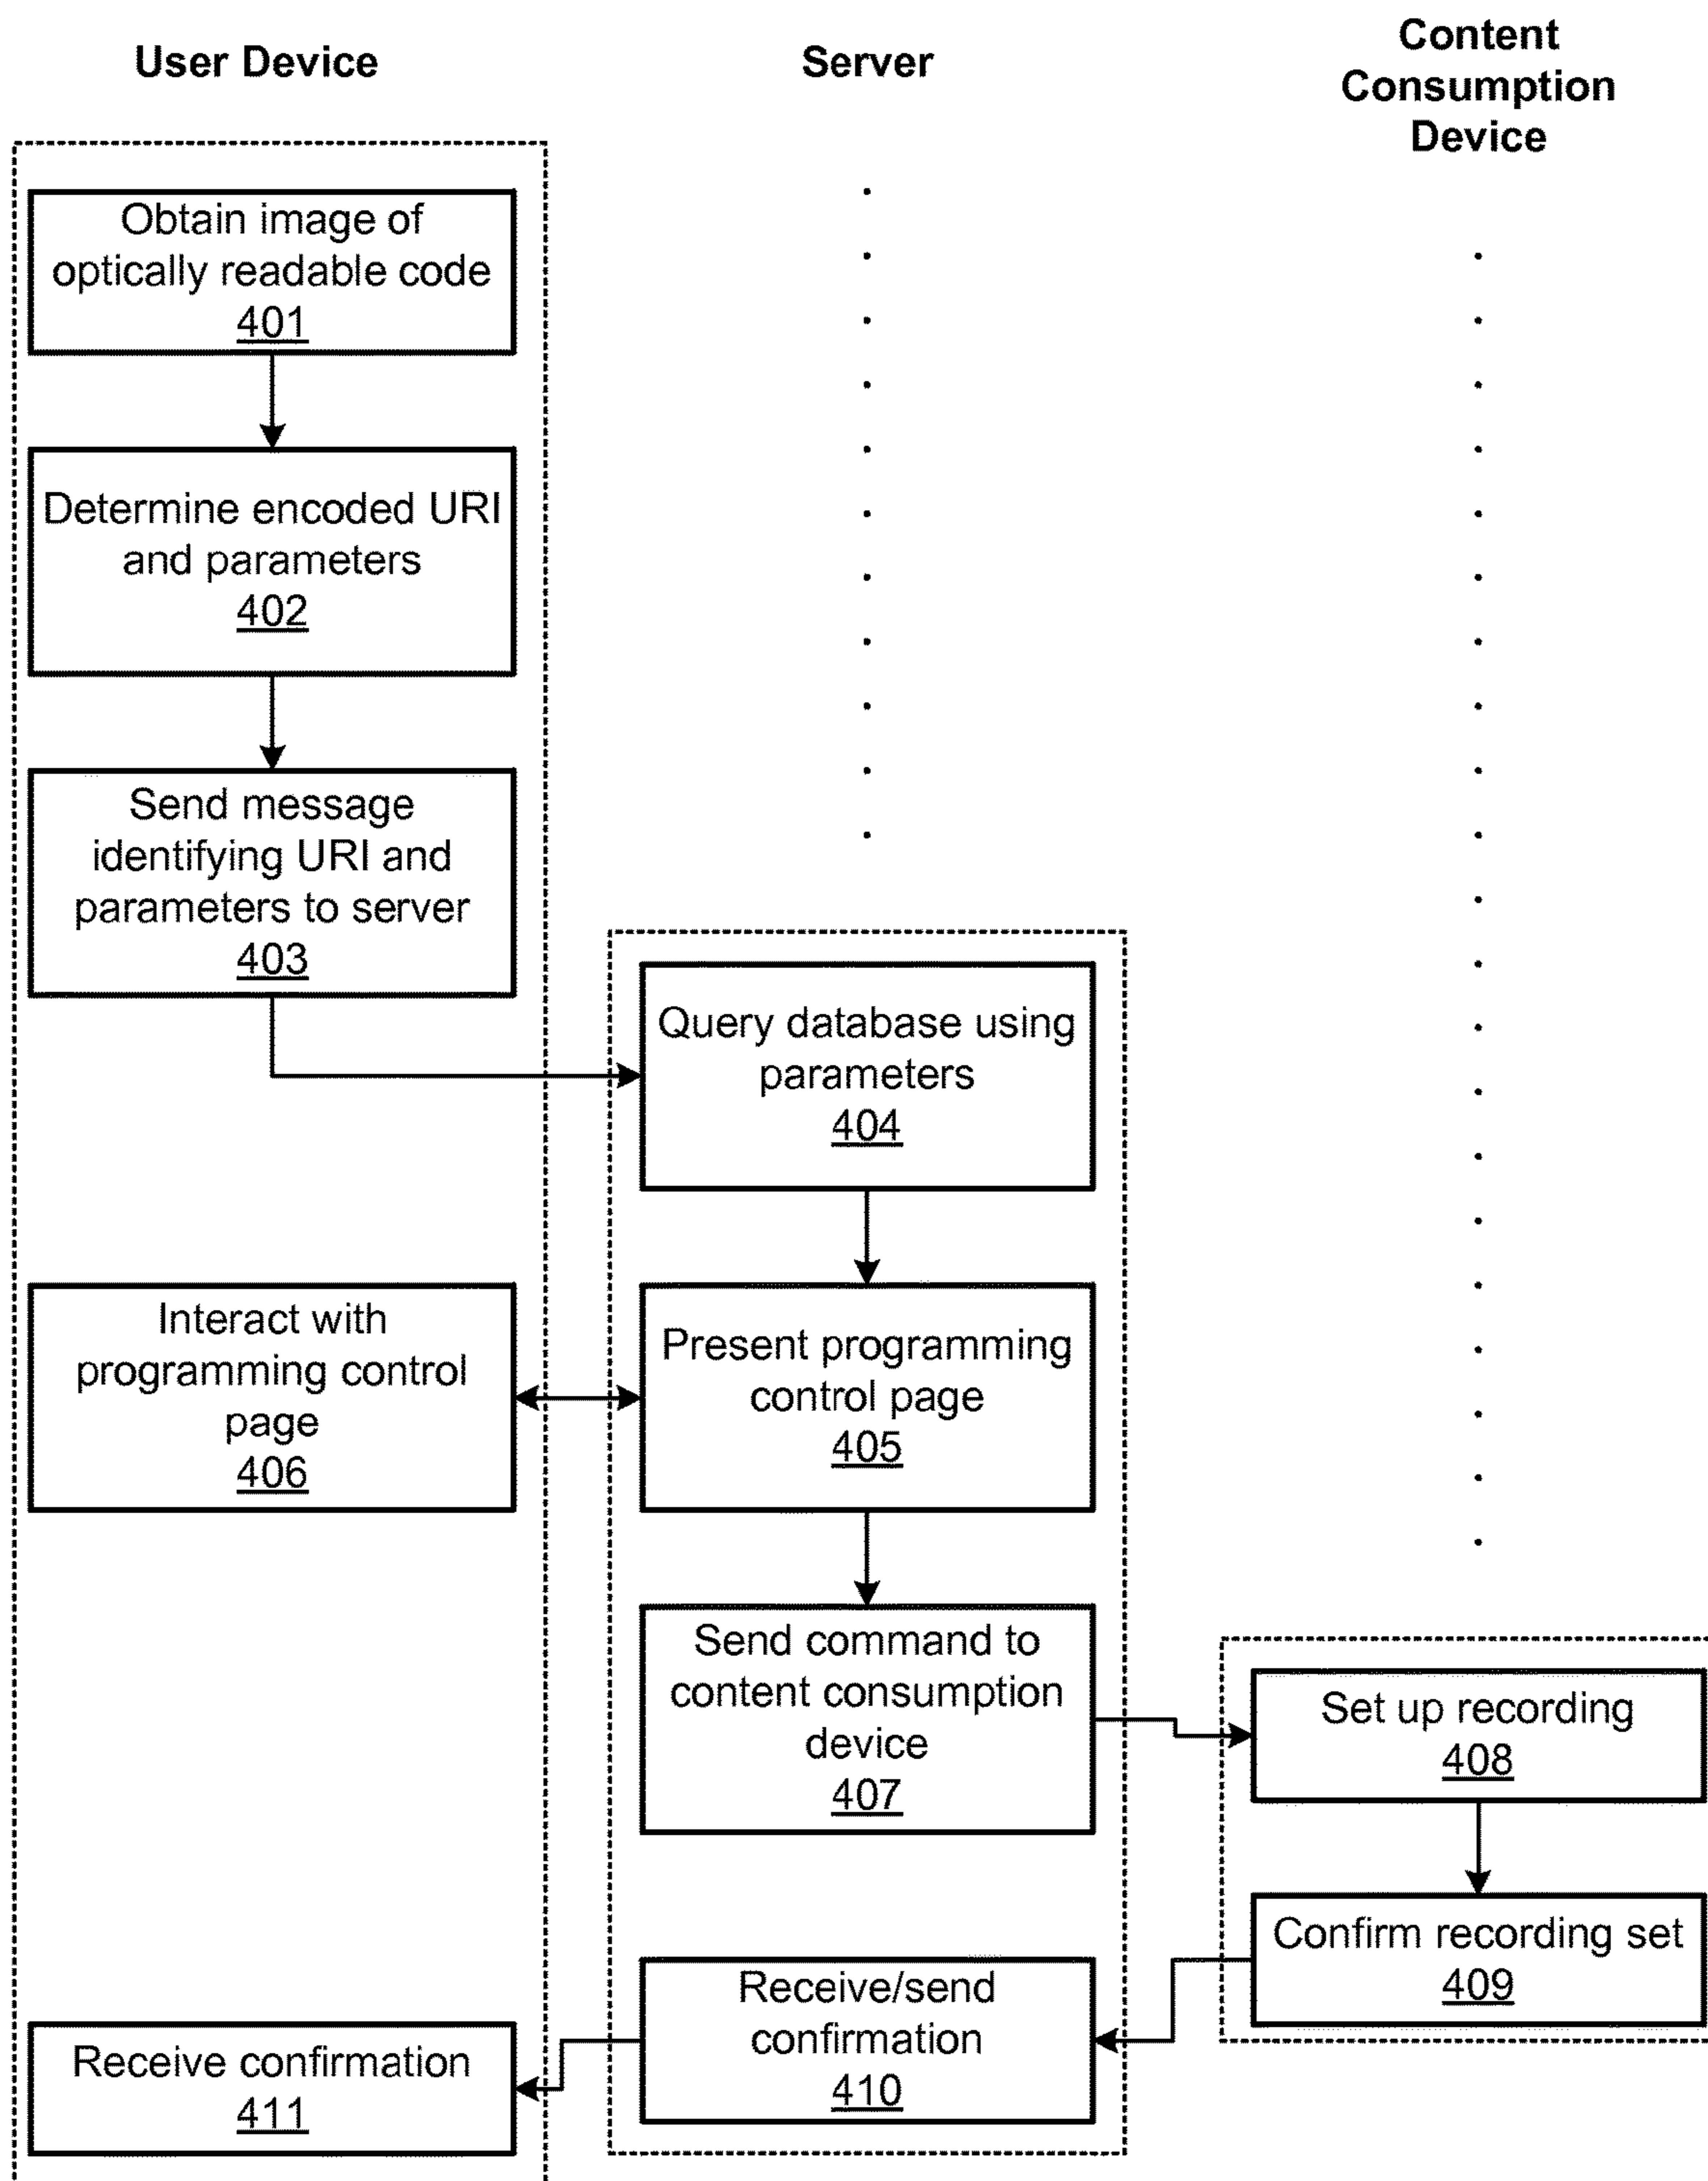 User Device
Server
Content
Consumption
Device
Obtain image of
optically readable code
401
Determine encoded URI
and parameters
402
Send message
identifying URI and
parameters to server
403
Query database using
parameters
404
Present programming
control page
405
Interact with
programming control
page
406
Send command to
content consumption
device
407
Set up recording
408
Confirm recording set
409
Receive/send
confirmation
410
Receive confirmation
411